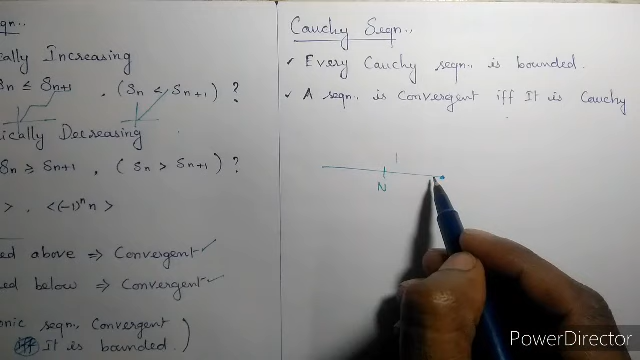 eqn..
cally Increasing
Sn ≤ Sn+1 , (Sn < Sn+1) ?
ically Decreasing
Sn ≥ Sn+1 , (Sn > Sn+1) ?
> , <(-1)ⁿ n>
ed above ⇒ Convergent ✓
ed below ⇒ Convergent ✓
onic seqn. Convergent
iff It is bounded. )
Cauchy Seqn..
✓ Every Cauchy seqn. is bounded.
✓ A seqn. is Convergent iff It is Cauchy
N
PowerDirector